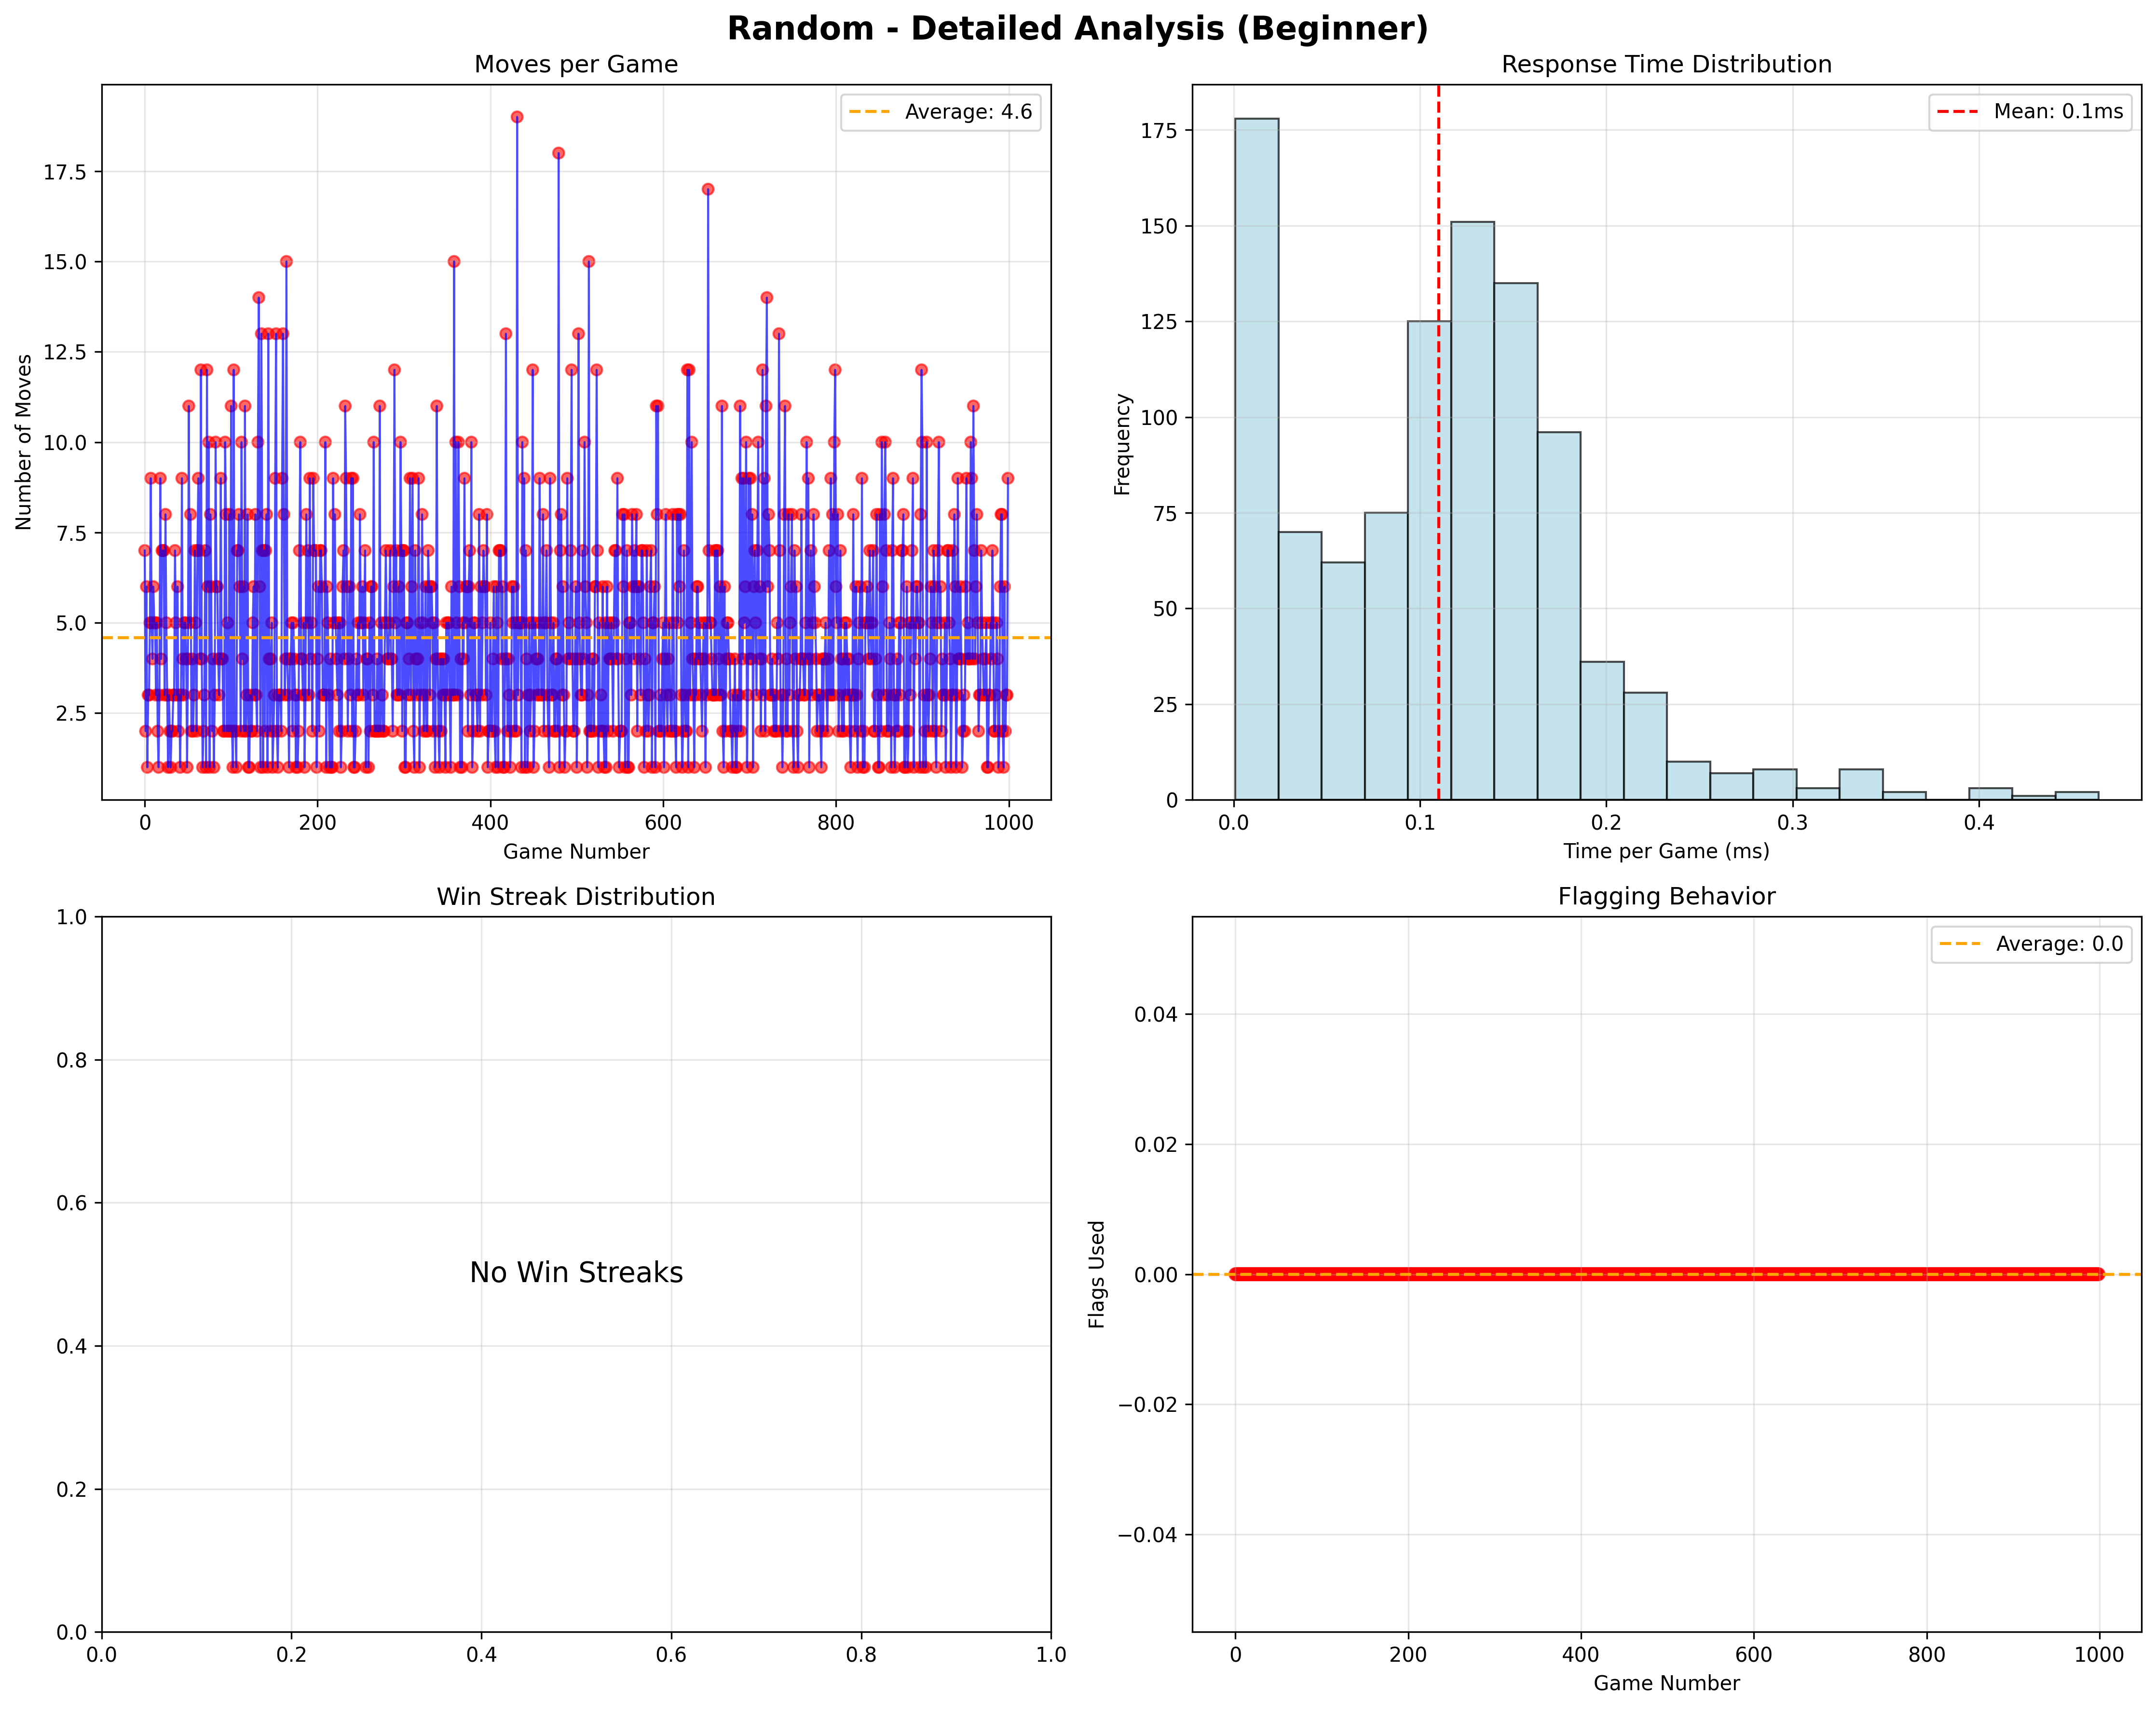 Random - Detailed Analysis (Beginner)
Moves per Game
Average: 4.6
Number of Moves
17.5
15.0
12.5
10.0
7.5
5.0
2.5
0 200 400 600 800 1000
Game Number
Response Time Distribution
Mean: 0.1ms
Frequency
175
150
125
100
75
50
25
0
0.0 0.1 0.2 0.3 0.4
Time per Game (ms)
Win Streak Distribution
1.0
0.8
0.6
0.4
0.2
0.0
No Win Streaks
0.0 0.2 0.4 0.6 0.8 1.0
Flagging Behavior
Average: 0.0
Flags Used
0.04
0.02
0.00
−0.02
−0.04
0 200 400 600 800 1000
Game Number